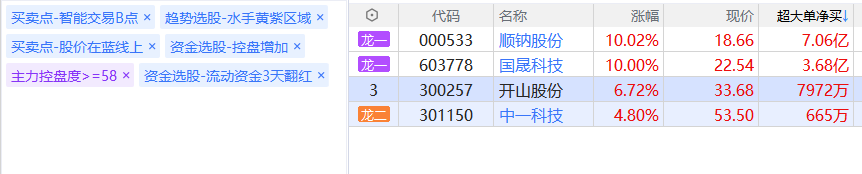 买卖点-智能交易B点 × 趋势选股-水手黄紫区域 ×
买卖点-股价在蓝线上 × 资金选股-控盘增加 ×
主力控盘度>=58 × 资金选股-流动资金3天翻红 ×
代码 名称 涨幅 现价 超大单净买↓
龙一 000533 顺钠股份 10.02% 18.66 7.06亿
龙一 603778 国晟科技 10.00% 22.54 3.68亿
3 300257 开山股份 6.72% 33.68 7972万
龙二 301150 中一科技 4.80% 53.50 665万